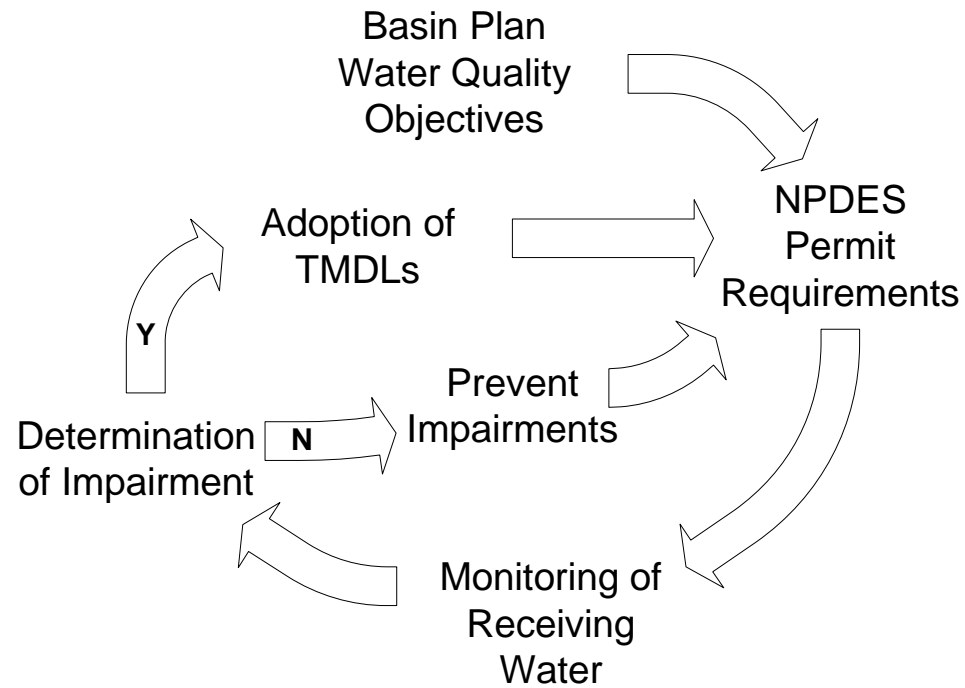 Basin Plan
Water Quality
Objectives
NPDES
Permit
Requirements
Adoption of
TMDLs
Y
Prevent
Impairments
N
Determination
of Impairment
Monitoring of
Receiving
Water